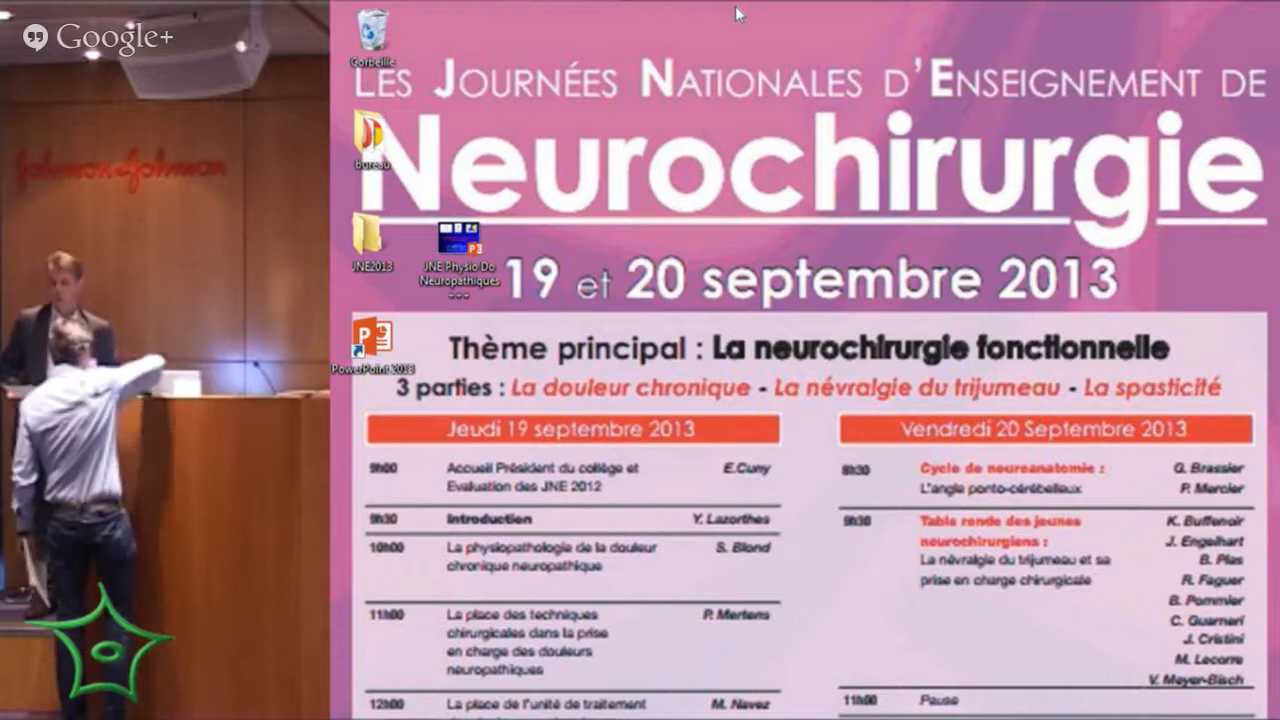 Google+
Johnson & Johnson
Corbeille
LES JOURNÉES NATIONALES D'ENSEIGNEMENT DE
Bureau
Neurochirurgie
JNE2013
JNE Physio Do
Neuropathiques
...
19 et 20 septembre 2013
PowerPoint 2013
Thème principal : La neurochirurgie fonctionnelle
3 parties : La douleur chronique - La névralgie du trijumeau - La spasticité
Jeudi 19 septembre 2013
9h00 Accueil Président du collège et E.Cuny
Evaluation des JNE 2012
9h30 Introduction Y. Lazorthes
10h00 La physiopathologie de la douleur S. Blond
chronique neuropathique
11h00 La place des techniques P. Mertens
chirurgicales dans la prise
en charge des douleurs
neuropathiques
12h00 La place de l'unité de traitement M. Navez
Vendredi 20 Septembre 2013
8h30 Cycle de neuroanatomie : G. Brassier
L'angle ponto-cérébelleux P. Mercier
9h30 Table ronde des jeunes K. Buffenoir
neurochirurgiens : J. Engelhart
La névralgie du trijumeau et sa B. Plas
prise en charge chirurgicale R. Faguer
B. Pommier
C. Guarneri
J. Cristini
M. Lecorre
V. Meyer-Bisch
11h00 Pause